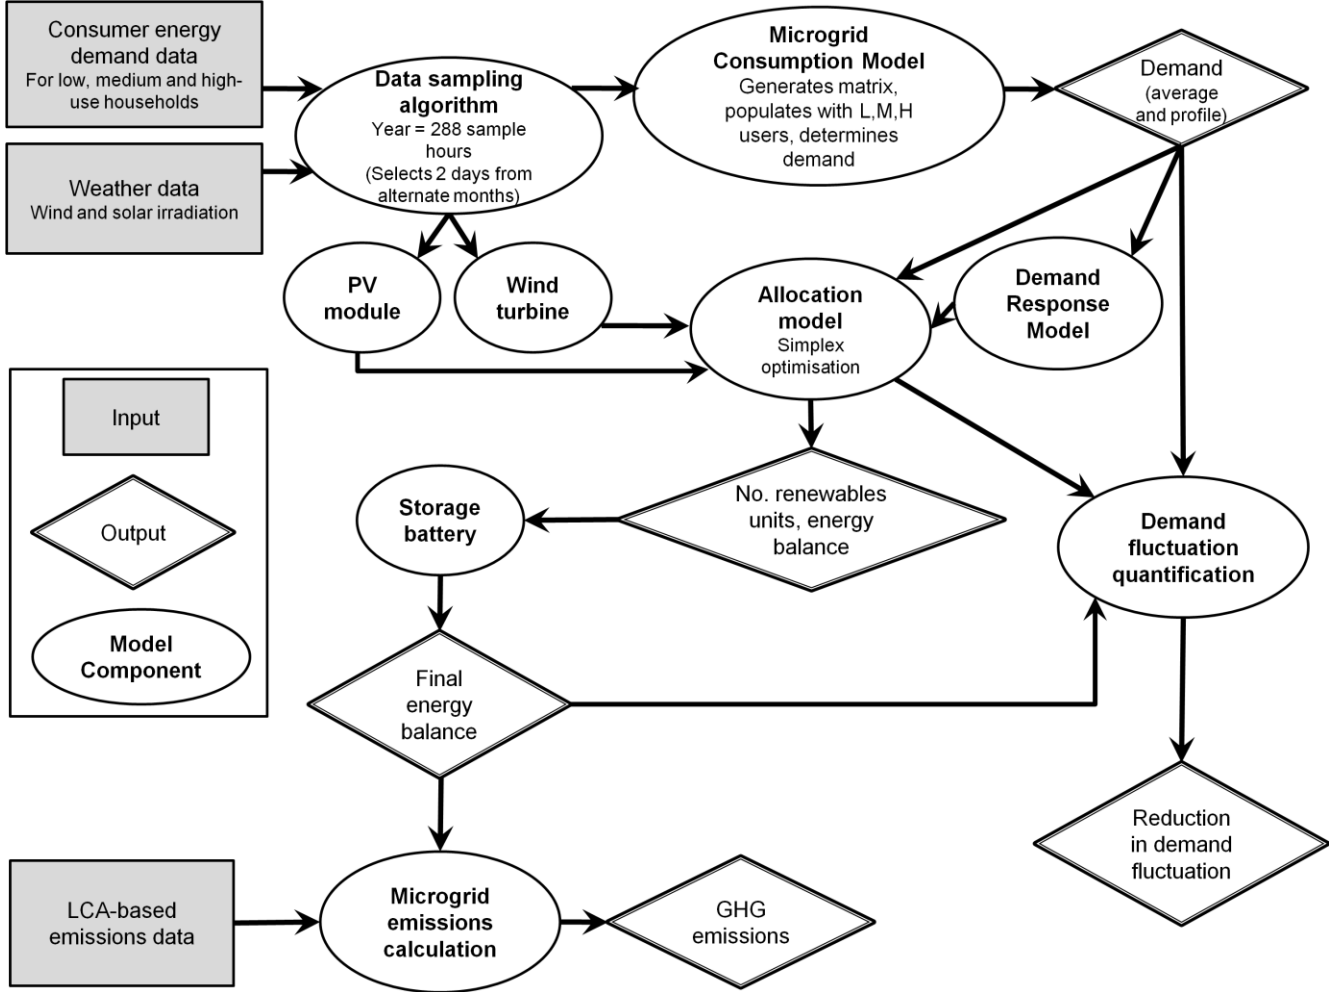 Consumer energy
demand data
For low, medium and high-
use households
Weather data
Wind and solar irradiation
Data sampling
algorithm
Year = 288 sample
hours
(Selects 2 days from
alternate months)
Microgrid
Consumption Model
Generates matrix,
populates with L,M,H
users, determines
demand
Demand
(average
and profile)
PV
module
Wind
turbine
Allocation
model
Simplex
optimisation
Demand
Response
Model
Input
Output
Model
Component
Storage
battery
No. renewables
units, energy
balance
Demand
fluctuation
quantification
Final
energy
balance
Reduction
in demand
fluctuation
LCA-based
emissions data
Microgrid
emissions
calculation
GHG
emissions